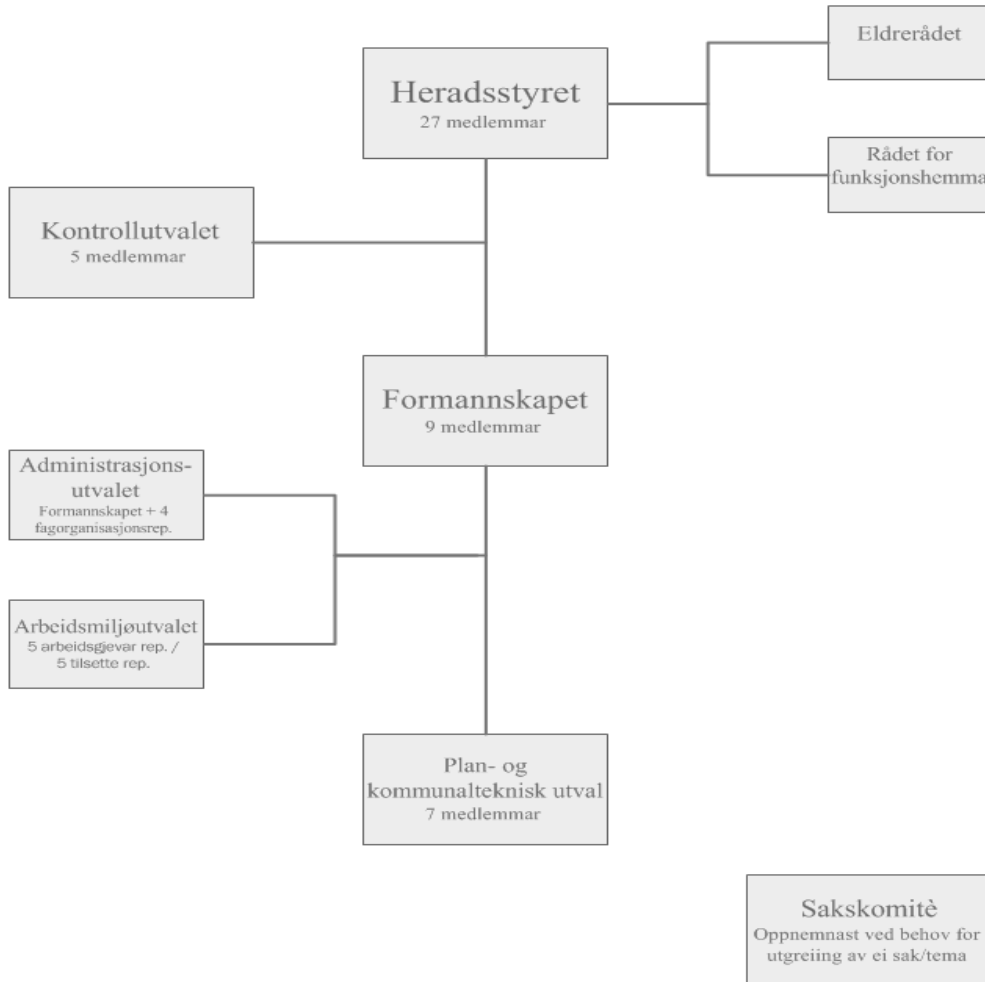 Eldrerådet
Heradsstyret
27 medlemmar
Rådet for
funksjonshemma
Kontrollutvalet
5 medlemmar
Formannskapet
9 medlemmar
Administrasjons-
utvalet
Formannskapet + 4
fagorganisasjonsrep.
Arbeidsmiljøutvalet
5 arbeidsgjevar rep. /
5 tilsette rep.
Plan- og
kommunalteknisk utval
7 medlemmar
Sakskomitè
Oppnemnast ved behov for
utgreiing av ei sak/tema